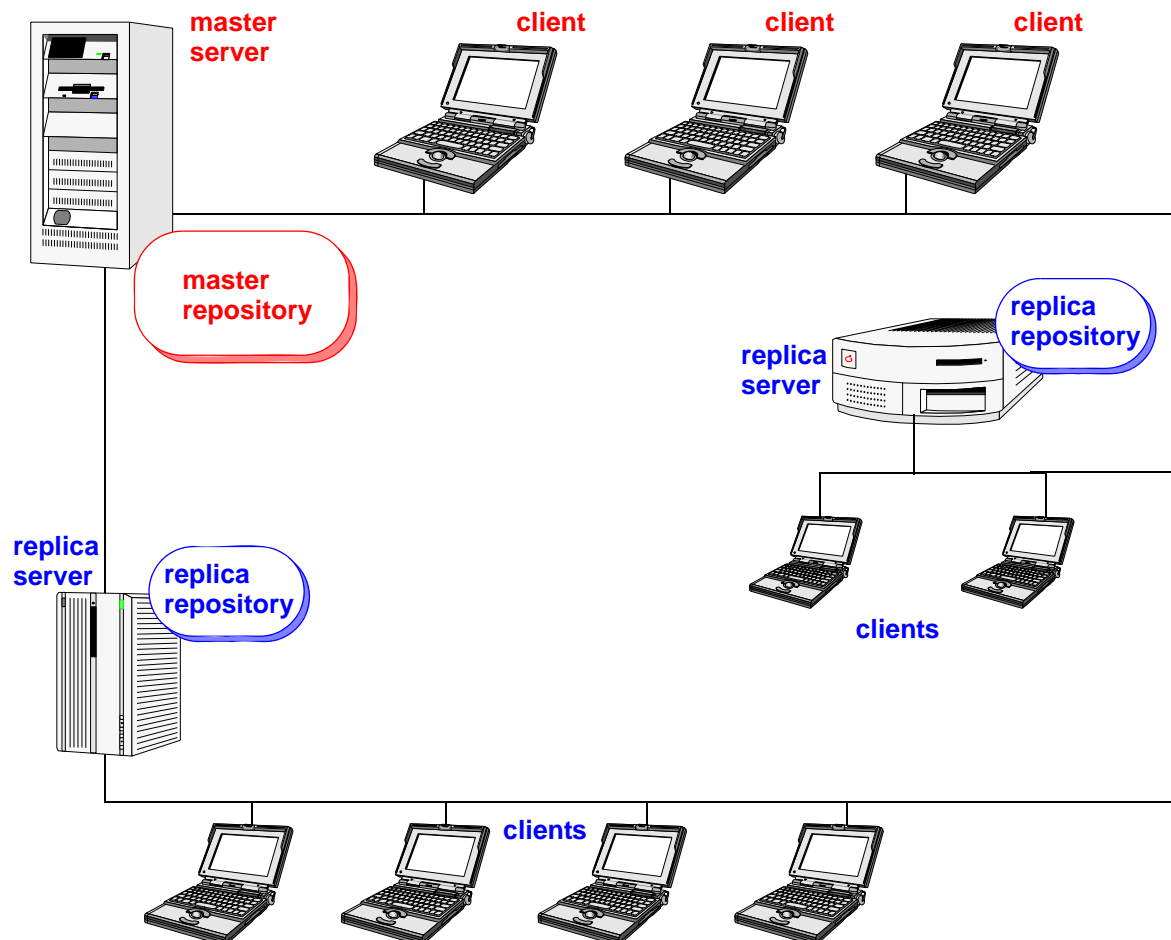 master
server
client
client
client
master
repository
replica
repository
replica
server
replica
server
replica
repository
clients
clients